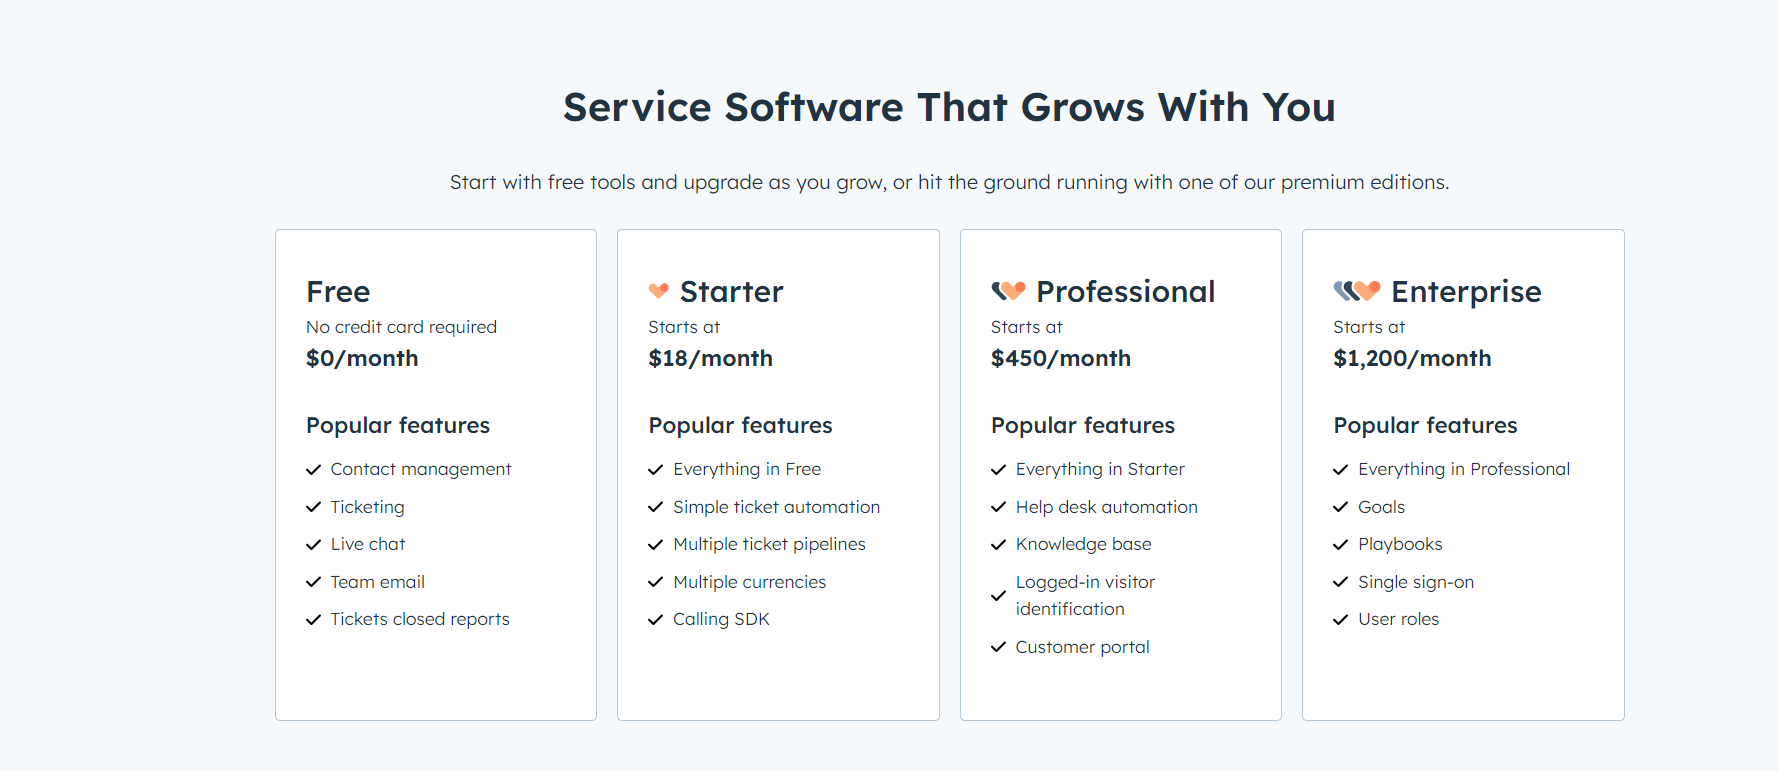 Service Software That Grows With You
Start with free tools and upgrade as you grow, or hit the ground running with one of our premium editions.
Free
No credit card required
$0/month
Popular features
Contact management
Ticketing
Live chat
Team email
Tickets closed reports
Starter
Starts at
$18/month
Popular features
Everything in Free
Simple ticket automation
Multiple ticket pipelines
Multiple currencies
Calling SDK
Professional
Starts at
$450/month
Popular features
Everything in Starter
Help desk automation
Knowledge base
Logged-in visitor
identification
Customer portal
Enterprise
Starts at
$1,200/month
Popular features
Everything in Professional
Goals
Playbooks
Single sign-on
User roles